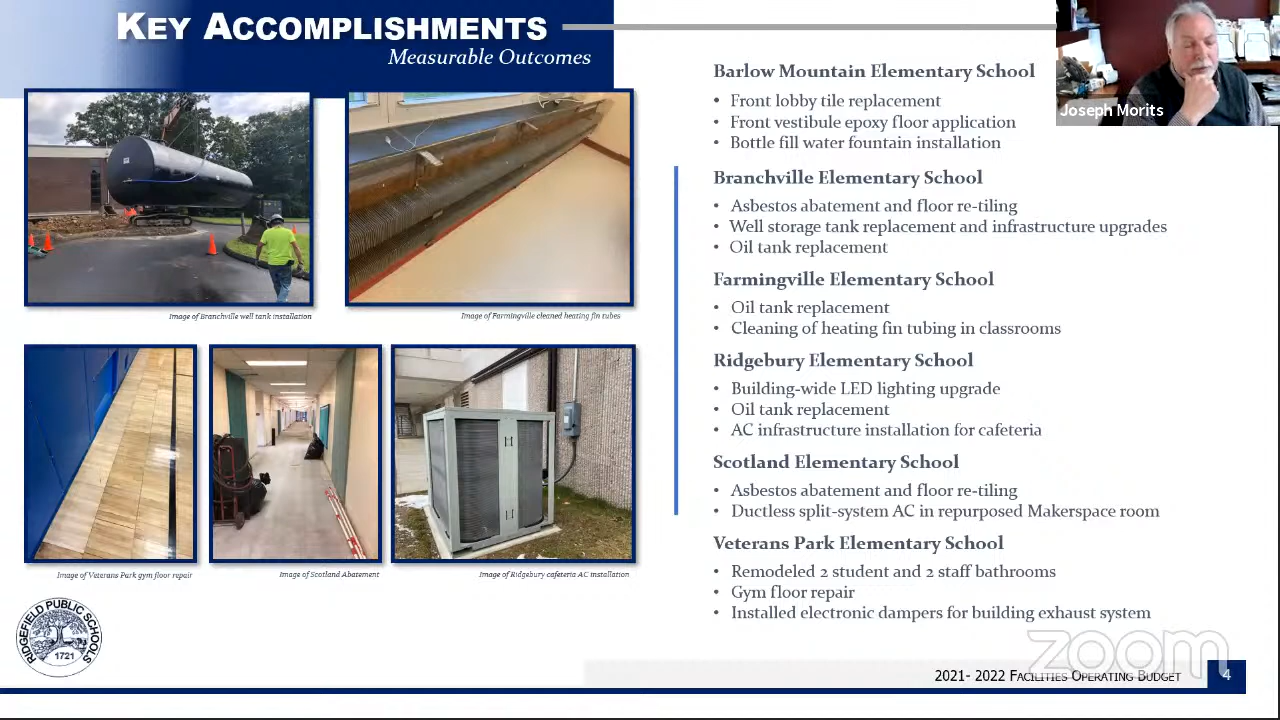 KEY ACCOMPLISHMENTS
Measurable Outcomes
Joseph Morits
Image of Branchville well tank installation
Image of Farmingville cleaned heating fin tubes
Image of Veterans Park gym floor repair
Image of Scotland Abatement
Image of Ridgebury cafeteria AC installation
Barlow Mountain Elementary School
• Front lobby tile replacement
• Front vestibule epoxy floor application
• Bottle fill water fountain installation
Branchville Elementary School
• Asbestos abatement and floor re-tiling
• Well storage tank replacement and infrastructure upgrades
• Oil tank replacement
Farmingville Elementary School
• Oil tank replacement
• Cleaning of heating fin tubing in classrooms
Ridgebury Elementary School
• Building-wide LED lighting upgrade
• Oil tank replacement
• AC infrastructure installation for cafeteria
Scotland Elementary School
• Asbestos abatement and floor re-tiling
• Ductless split-system AC in repurposed Makerspace room
Veterans Park Elementary School
• Remodeled 2 student and 2 staff bathrooms
• Gym floor repair
• Installed electronic dampers for building exhaust system
RIDGEFIELD PUBLIC SCHOOLS
1721
zoom
2021- 2022 FACILITIES OPERATING BUDGET
4